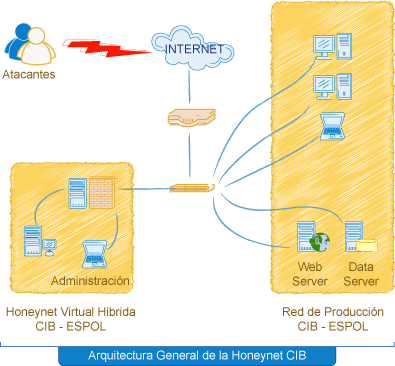 INTERNET
Atacantes
Administración
Web
Server
Data
Server
Honeynet Virtual Hibrida
CIB - ESPOL
Red de Producción
CIB - ESPOL
Arquitectura General de la Honeynet CIB